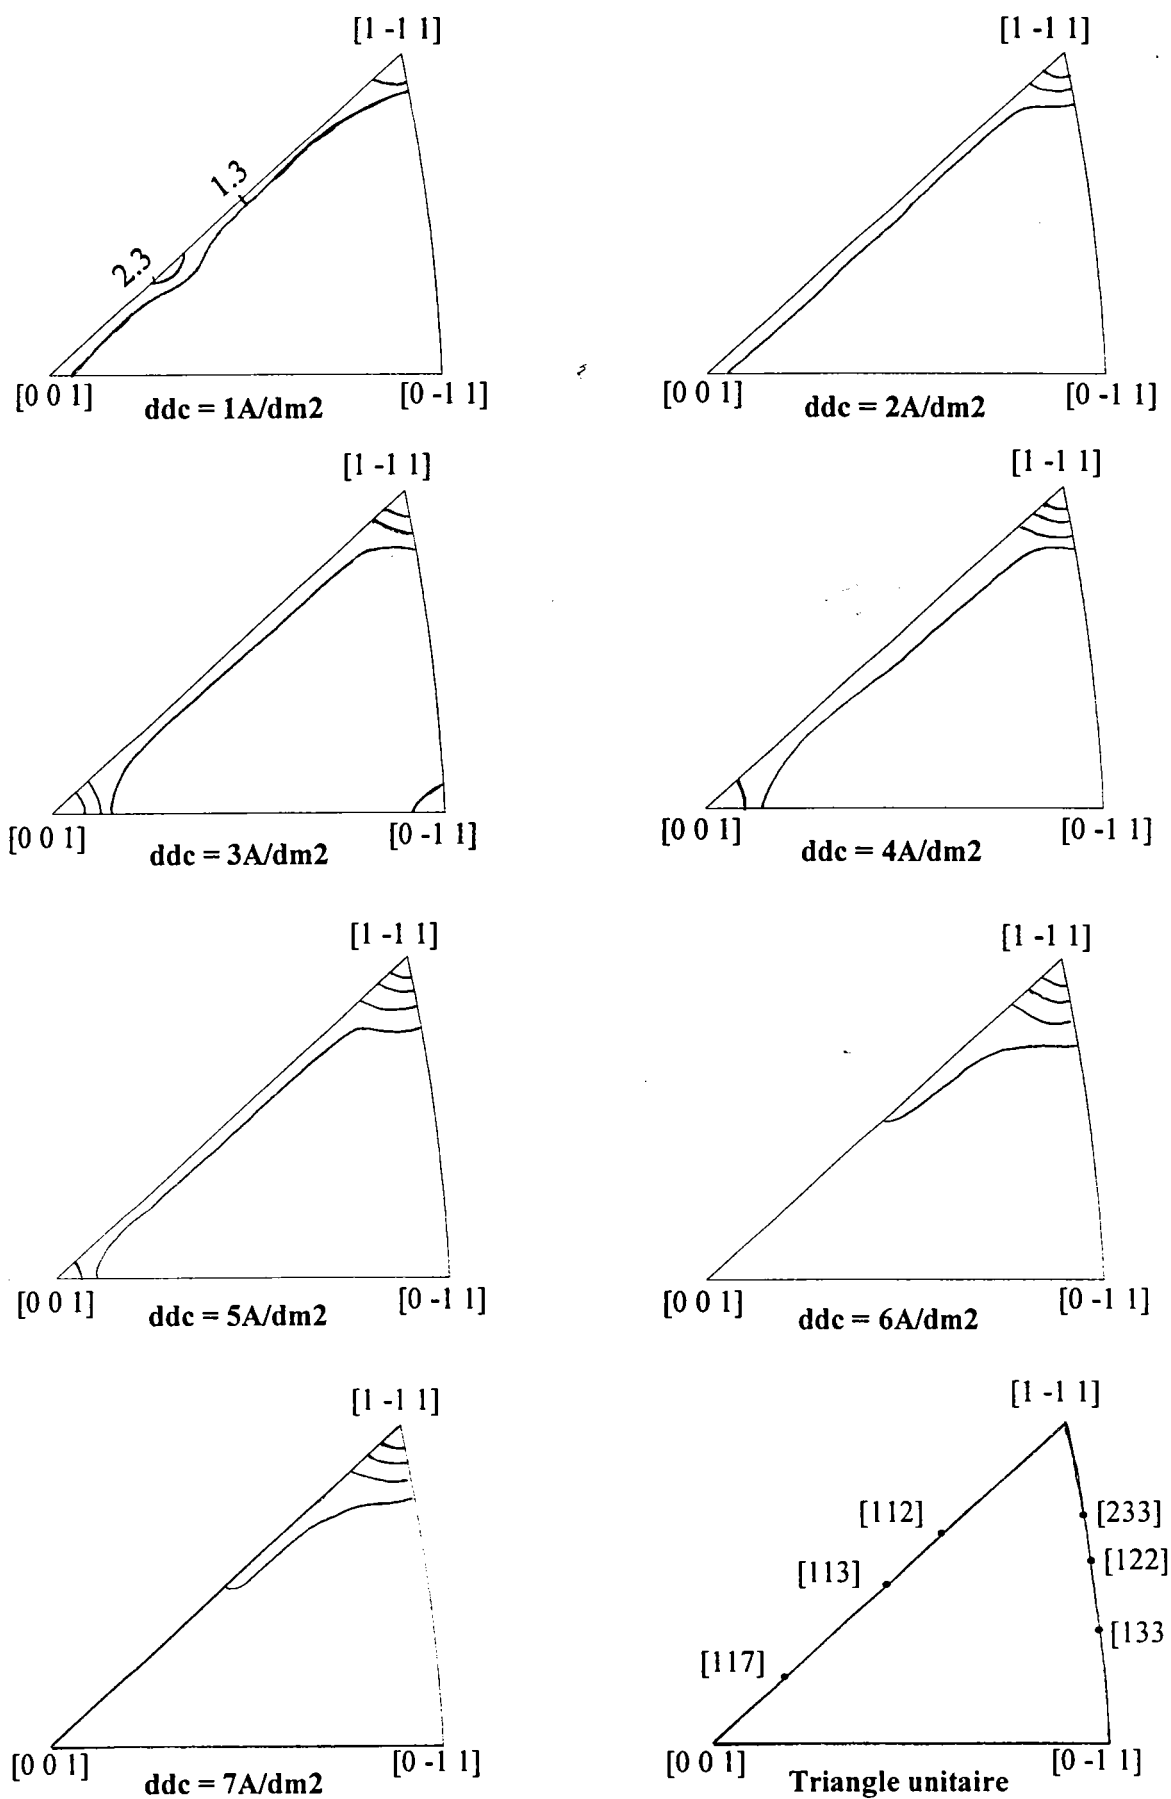 [1 -1 1]
1.3
2.3
[0 0 1]
[0 -1 1]
ddc = 1A/dm2
[1 -1 1]
[0 0 1]
[0 -1 1]
ddc = 2A/dm2
[1 -1 1]
[0 0 1]
[0 -1 1]
ddc = 3A/dm2
[1 -1 1]
[0 0 1]
[0 -1 1]
ddc = 4A/dm2
[1 -1 1]
[0 0 1]
[0 -1 1]
ddc = 5A/dm2
[1 -1 1]
[0 0 1]
[0 -1 1]
ddc = 6A/dm2
[1 -1 1]
[0 0 1]
[0 -1 1]
ddc = 7A/dm2
[1 -1 1]
[112]
[233]
[122]
[113]
[133
[117]
[0 0 1]
[0 -1 1]
Triangle unitaire